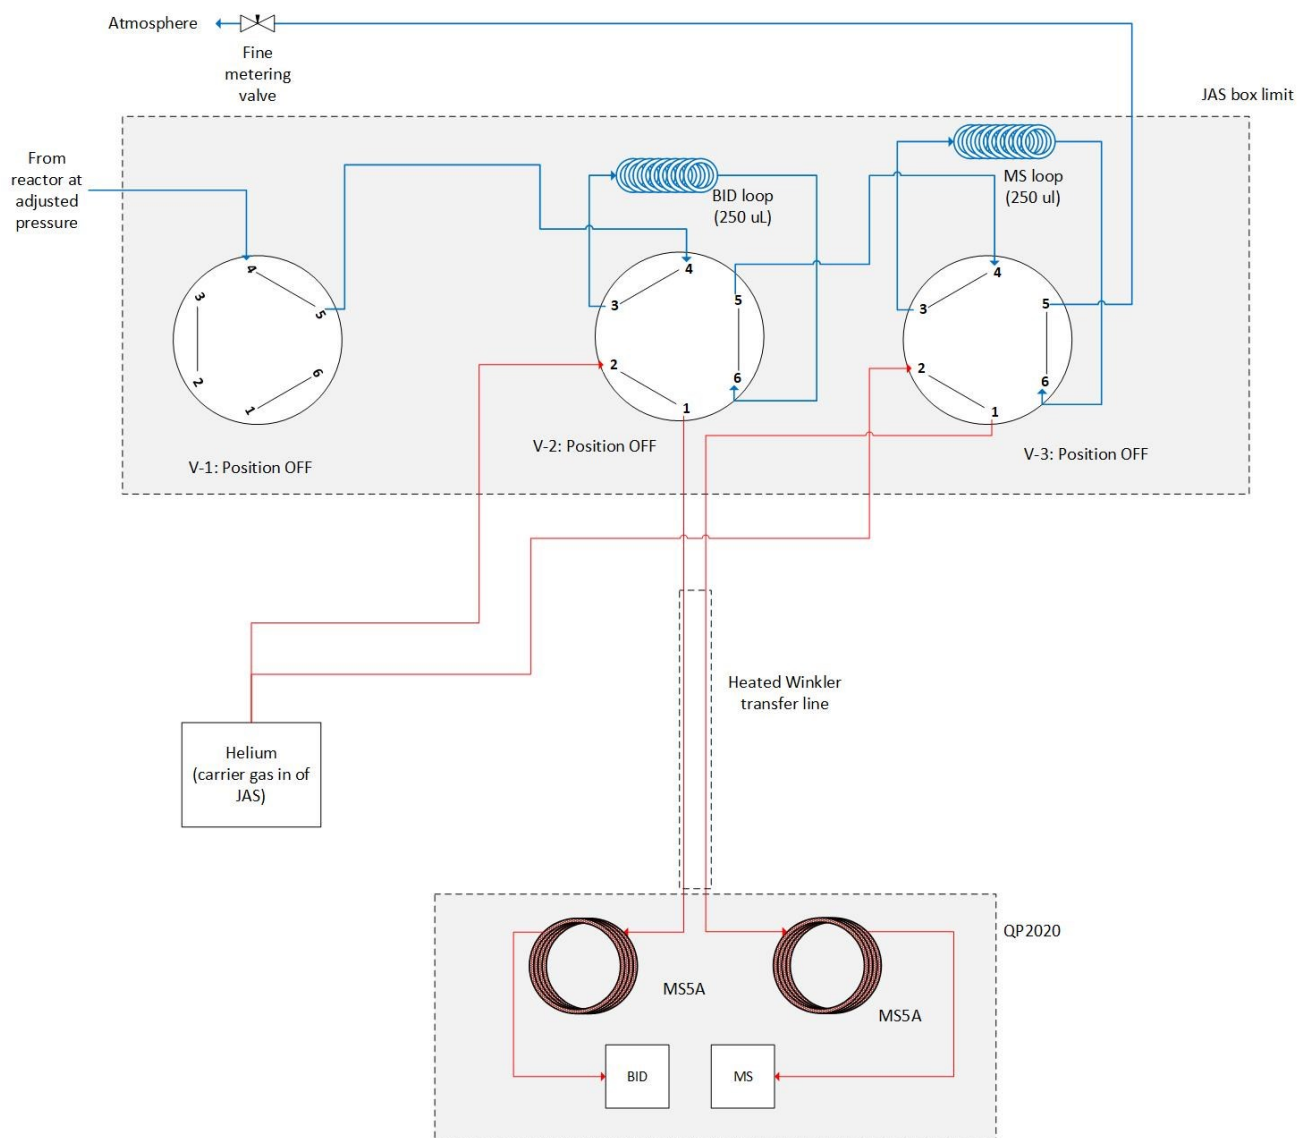 Atmosphere
Fine
metering
valve
JAS box limit
From
reactor at
adjusted
pressure
BID loop
(250 uL)
MS loop
(250 ul)
4
3
5
2
6
1
4
3
5
2
6
1
4
3
5
2
6
1
V-1: Position OFF
V-2: Position OFF
V-3: Position OFF
Heated Winkler
transfer line
Helium
(carrier gas in of
JAS)
QP2020
MS5A
MS5A
BID
MS